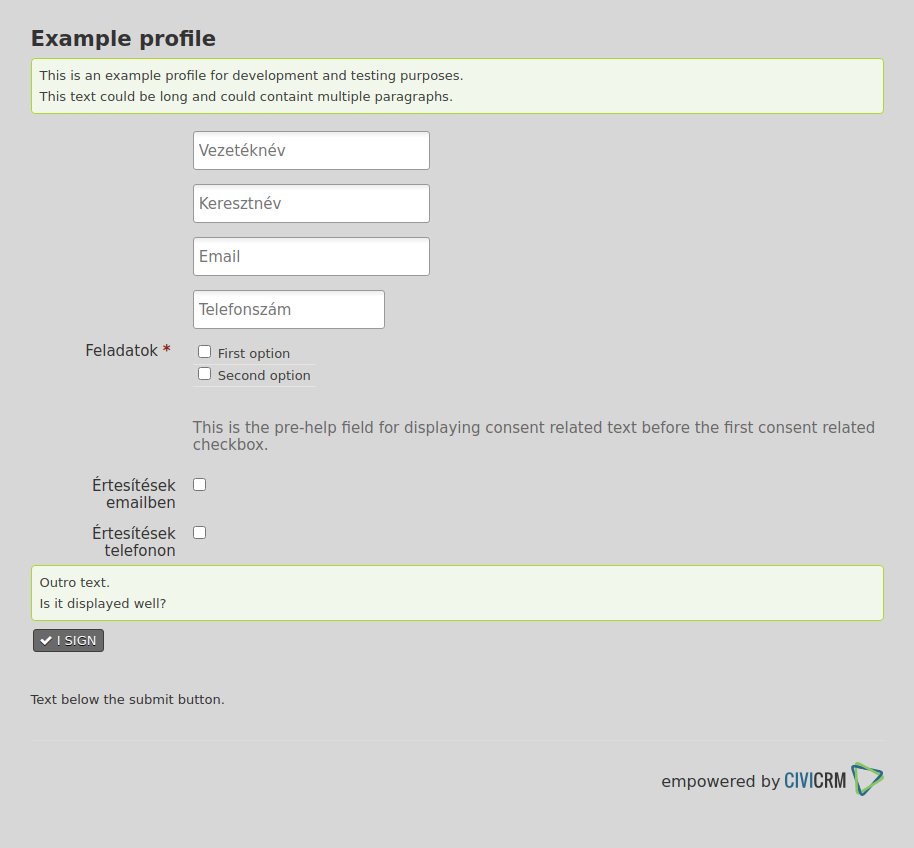 Example profile
This is an example profile for development and testing purposes.
This text could be long and could containt multiple paragraphs.
Vezetéknév
Keresztnév
Email
Telefonszám
Feladatok *
First option
Second option
This is the pre-help field for displaying consent related text before the first consent related
checkbox.
Értesítések
emailben
Értesítések
telefonon
Outro text.
Is it displayed well?
I SIGN
Text below the submit button.
empowered by CIVICRM